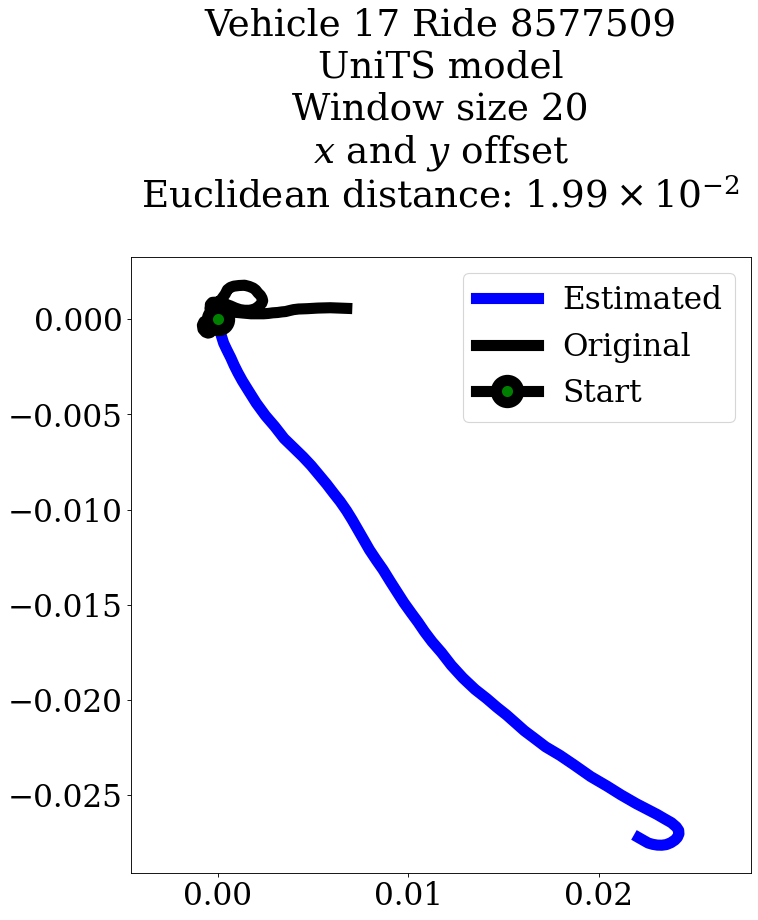 Vehicle 17 Ride 8577509
UniTS model
Window size 20
x and y offset
Euclidean distance: 1.99 × 10⁻²
Estimated
Original
Start
0.000
−0.005
−0.010
−0.015
−0.020
−0.025
0.00 0.01 0.02